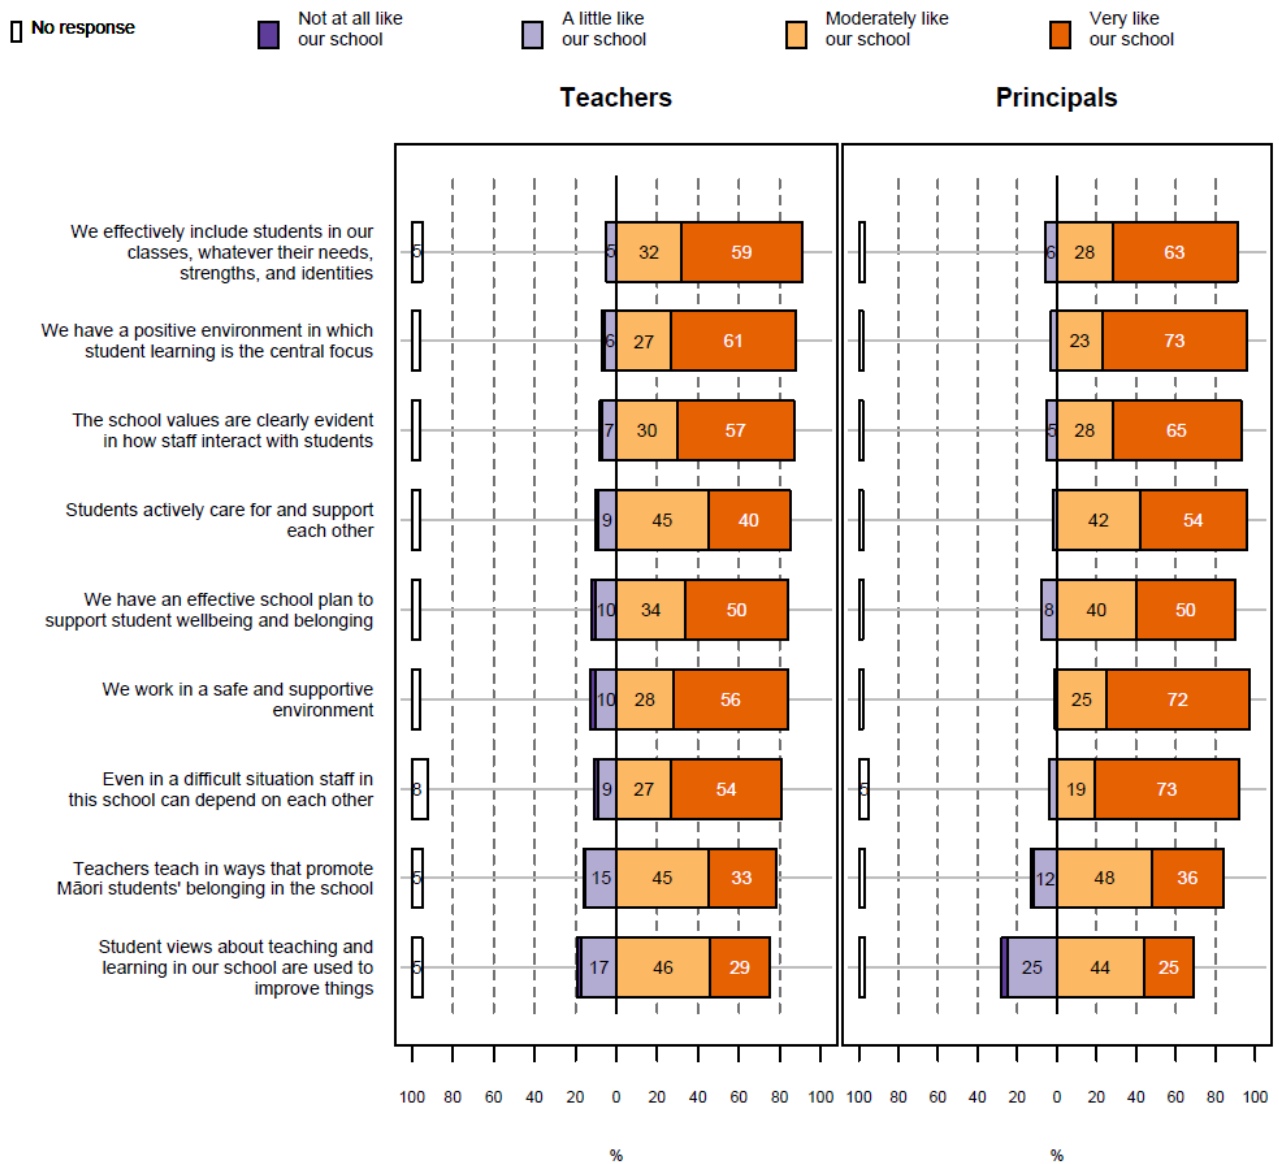 No response
Not at all like
our school
A little like
our school
Moderately like
our school
Very like
our school
Teachers
Principals
We effectively include students in our
classes, whatever their needs,
strengths, and identities
5 5 32 59 6 28 63
We have a positive environment in which
student learning is the central focus
6 27 61 23 73
The school values are clearly evident
in how staff interact with students
7 30 57 5 28 65
Students actively care for and support
each other
9 45 40 42 54
We have an effective school plan to
support student wellbeing and belonging
10 34 50 8 40 50
We work in a safe and supportive
environment
10 28 56 25 72
Even in a difficult situation staff in
this school can depend on each other
8 9 27 54 5 19 73
Teachers teach in ways that promote
Māori students' belonging in the school
5 15 45 33 12 48 36
Student views about teaching and
learning in our school are used to
improve things
5 17 46 29 25 44 25
100 80 60 40 20 0 20 40 60 80 100 100 80 60 40 20 0 20 40 60 80 100
% %